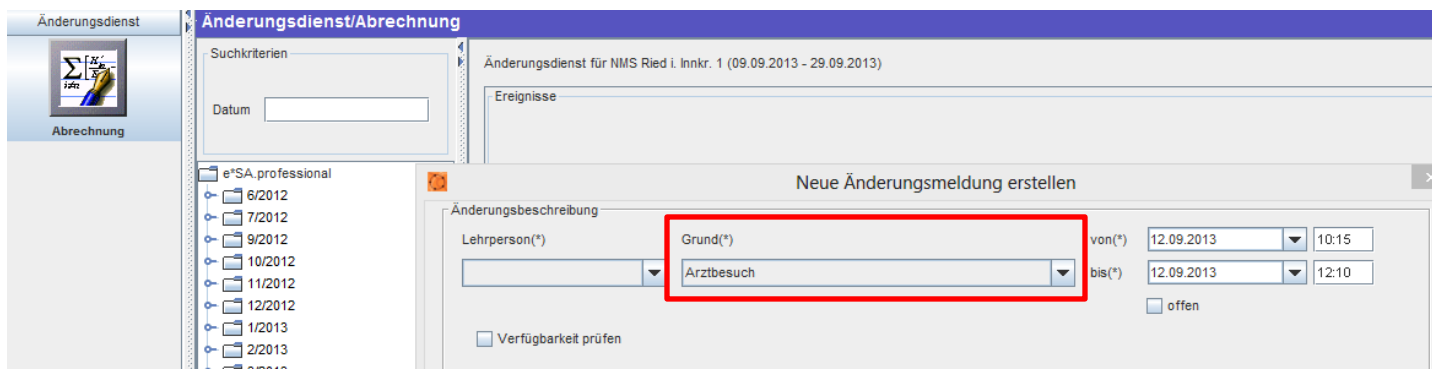 Änderungsdienst
Abrechnung
Änderungsdienst/Abrechnung
Suchkriterien
Datum
e*SA.professional
6/2012
7/2012
9/2012
10/2012
11/2012
12/2012
1/2013
2/2013
Änderungsdienst für NMS Ried i. Innkr. 1 (09.09.2013 - 29.09.2013)
Ereignisse
Neue Änderungsmeldung erstellen
Änderungsbeschreibung
Lehrperson(*) Grund(*) von(*) 12.09.2013 10:15
Arztbesuch bis(*) 12.09.2013 12:10
offen
Verfügbarkeit prüfen